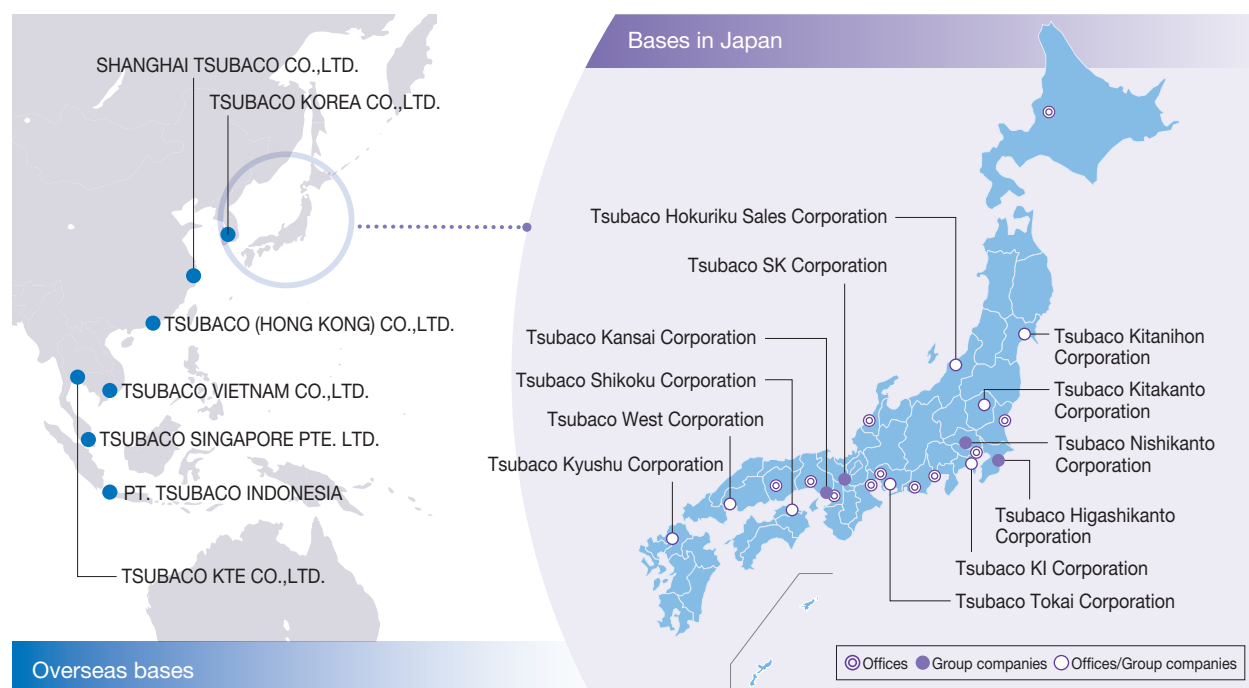 SHANGHAI TSUBACO CO.,LTD.
TSUBACO KOREA CO.,LTD.
TSUBACO (HONG KONG) CO.,LTD.
TSUBACO VIETNAM CO.,LTD.
TSUBACO SINGAPORE PTE. LTD.
PT. TSUBACO INDONESIA
TSUBACO KTE CO.,LTD.
Overseas bases
Bases in Japan
Tsubaco Hokuriku Sales Corporation
Tsubaco SK Corporation
Tsubaco Kansai Corporation
Tsubaco Shikoku Corporation
Tsubaco West Corporation
Tsubaco Kyushu Corporation
Tsubaco Kitanihon
Corporation
Tsubaco Kitakanto
Corporation
Tsubaco Nishikanto
Corporation
Tsubaco Higashikanto
Corporation
Tsubaco KI Corporation
Tsubaco Tokai Corporation
Offices Group companies Offices/Group companies